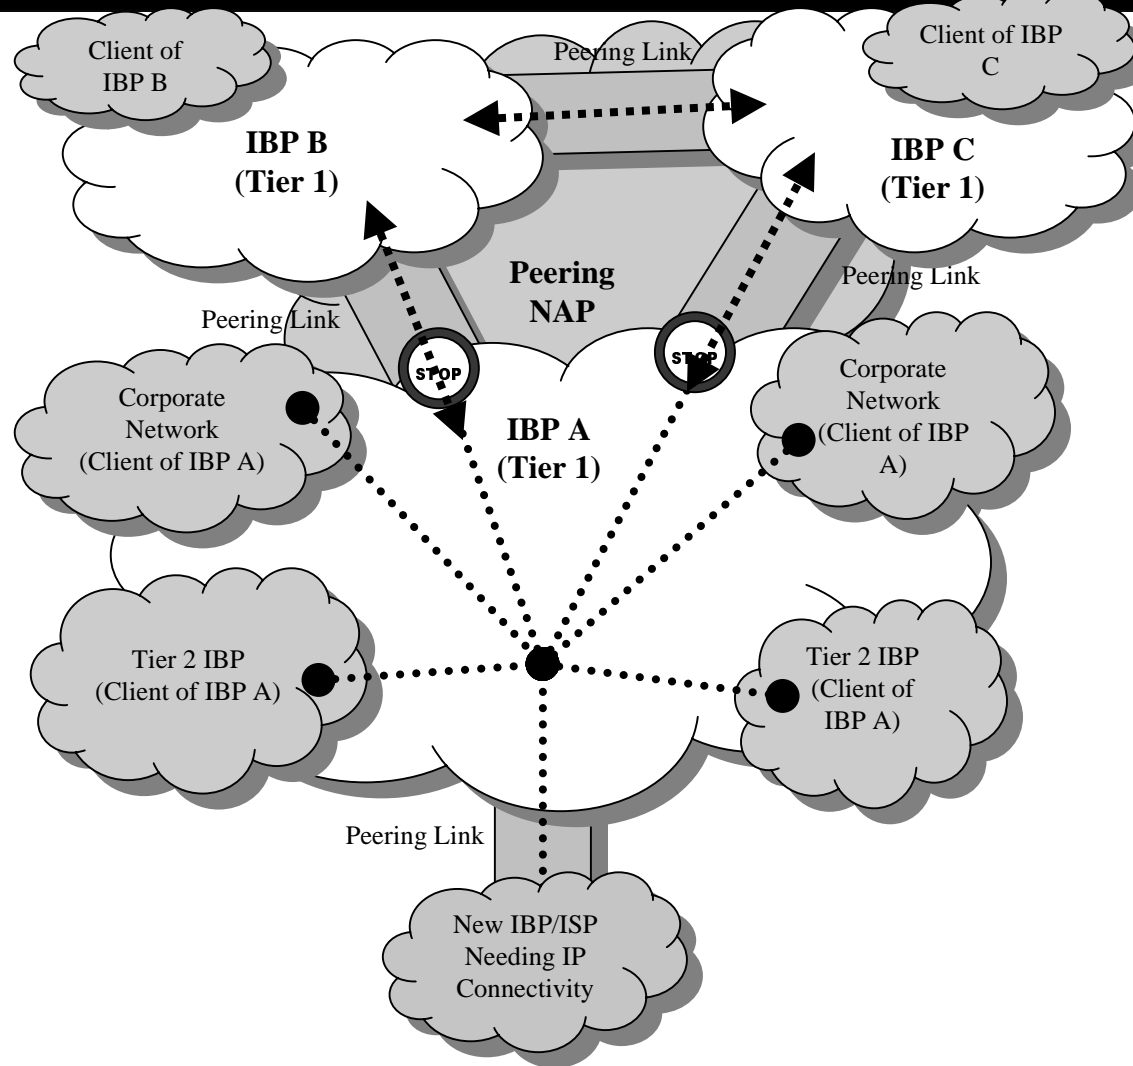 Client of
IBP B
Peering Link
Client of IBP
C
IBP B
(Tier 1)
IBP C
(Tier 1)
Peering
NAP
Peering Link
Peering Link
STOP
STOP
Corporate
Network
(Client of IBP A)
IBP A
(Tier 1)
Corporate
Network
(Client of IBP
A)
Tier 2 IBP
(Client of IBP A)
Tier 2 IBP
(Client of
IBP A)
Peering Link
New IBP/ISP
Needing IP
Connectivity